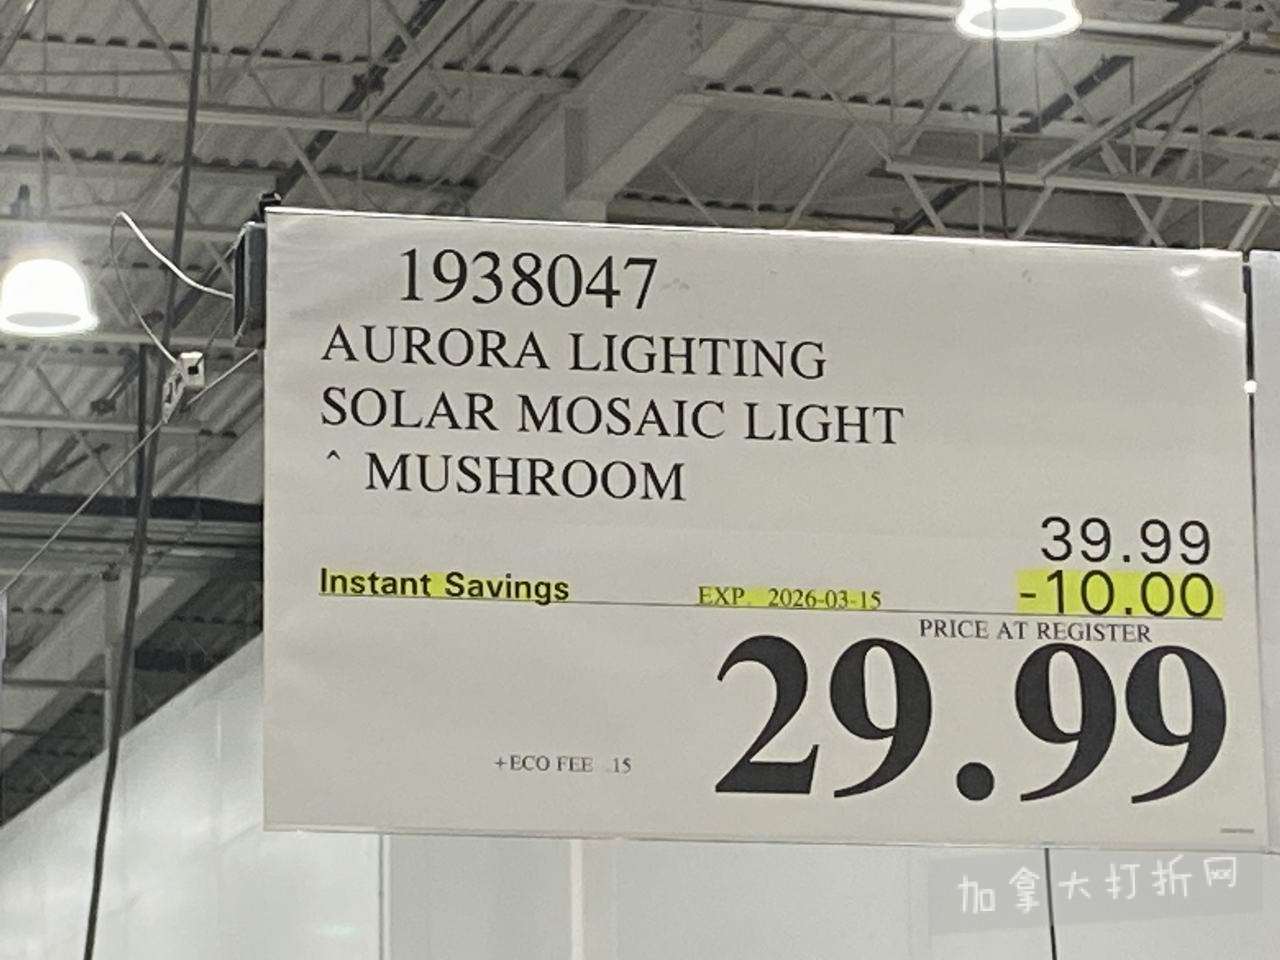 1938047
AURORA LIGHTING
SOLAR MOSAIC LIGHT
^ MUSHROOM
39.99
Instant Savings EXP. 2026-03-15 -10.00
PRICE AT REGISTER
29.99
+ECO FEE .15
加拿大打折网